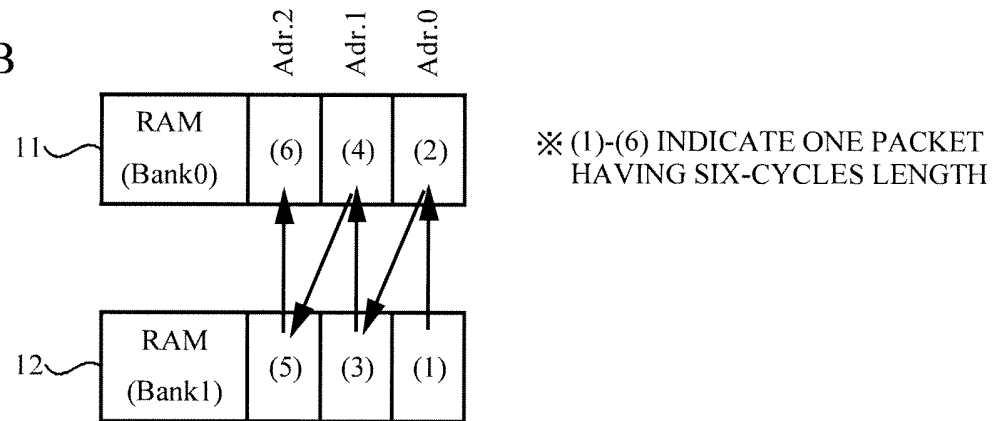 Adr.2 Adr.1 Adr.0
B
11 RAM (6) (4) (2)
(Bank0)
※ (1)-(6) INDICATE ONE PACKET
HAVING SIX-CYCLES LENGTH
12 RAM (5) (3) (1)
(Bank1)